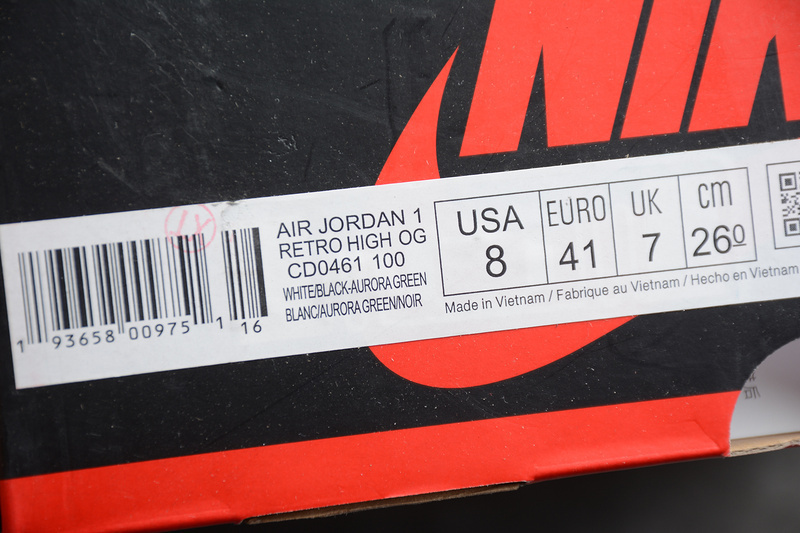 NIKE
AIR JORDAN 1
RETRO HIGH OG
CD0461 100
WHITE/BLACK-AURORA GREEN
BLANC/AURORA GREEN/NOIR
1 93658 00975 1 16
USA EURO UK cm
8 41 7 26.0
Made in Vietnam / Fabrique au Vietnam / Hecho en Vietnam